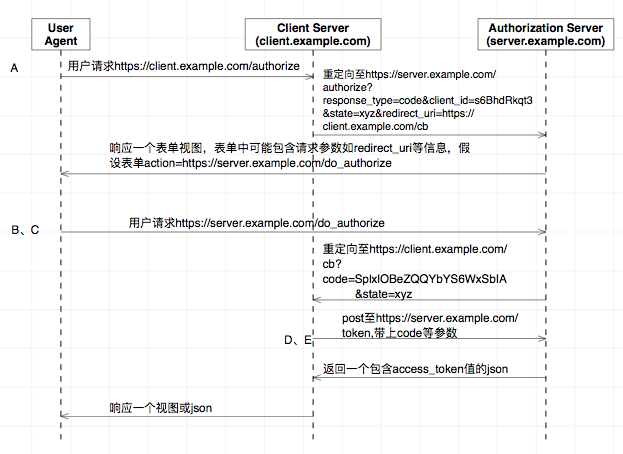 User
Agent
Client Server
(client.example.com)
Authorization Server
(server.example.com)
A
用户请求https://client.example.com/authorize
重定向至https://server.example.com/
authorize?
response_type=code&client_id=s6BhdRkqt3
&state=xyz&redirect_uri=https://
client.example.com/cb
响应一个表单视图，表单中可能包含请求参数如redirect_uri等信息，假
设表单action=https://server.example.com/do_authorize
B、C
用户请求https://server.example.com/do_authorize
重定向至https://client.example.com/
cb?
code=SplxlOBeZQQYbYS6WxSbIA
&state=xyz
post至https://server.example.com/
token,带上code等参数
D、E
返回一个包含access_token值的json
响应一个视图或json